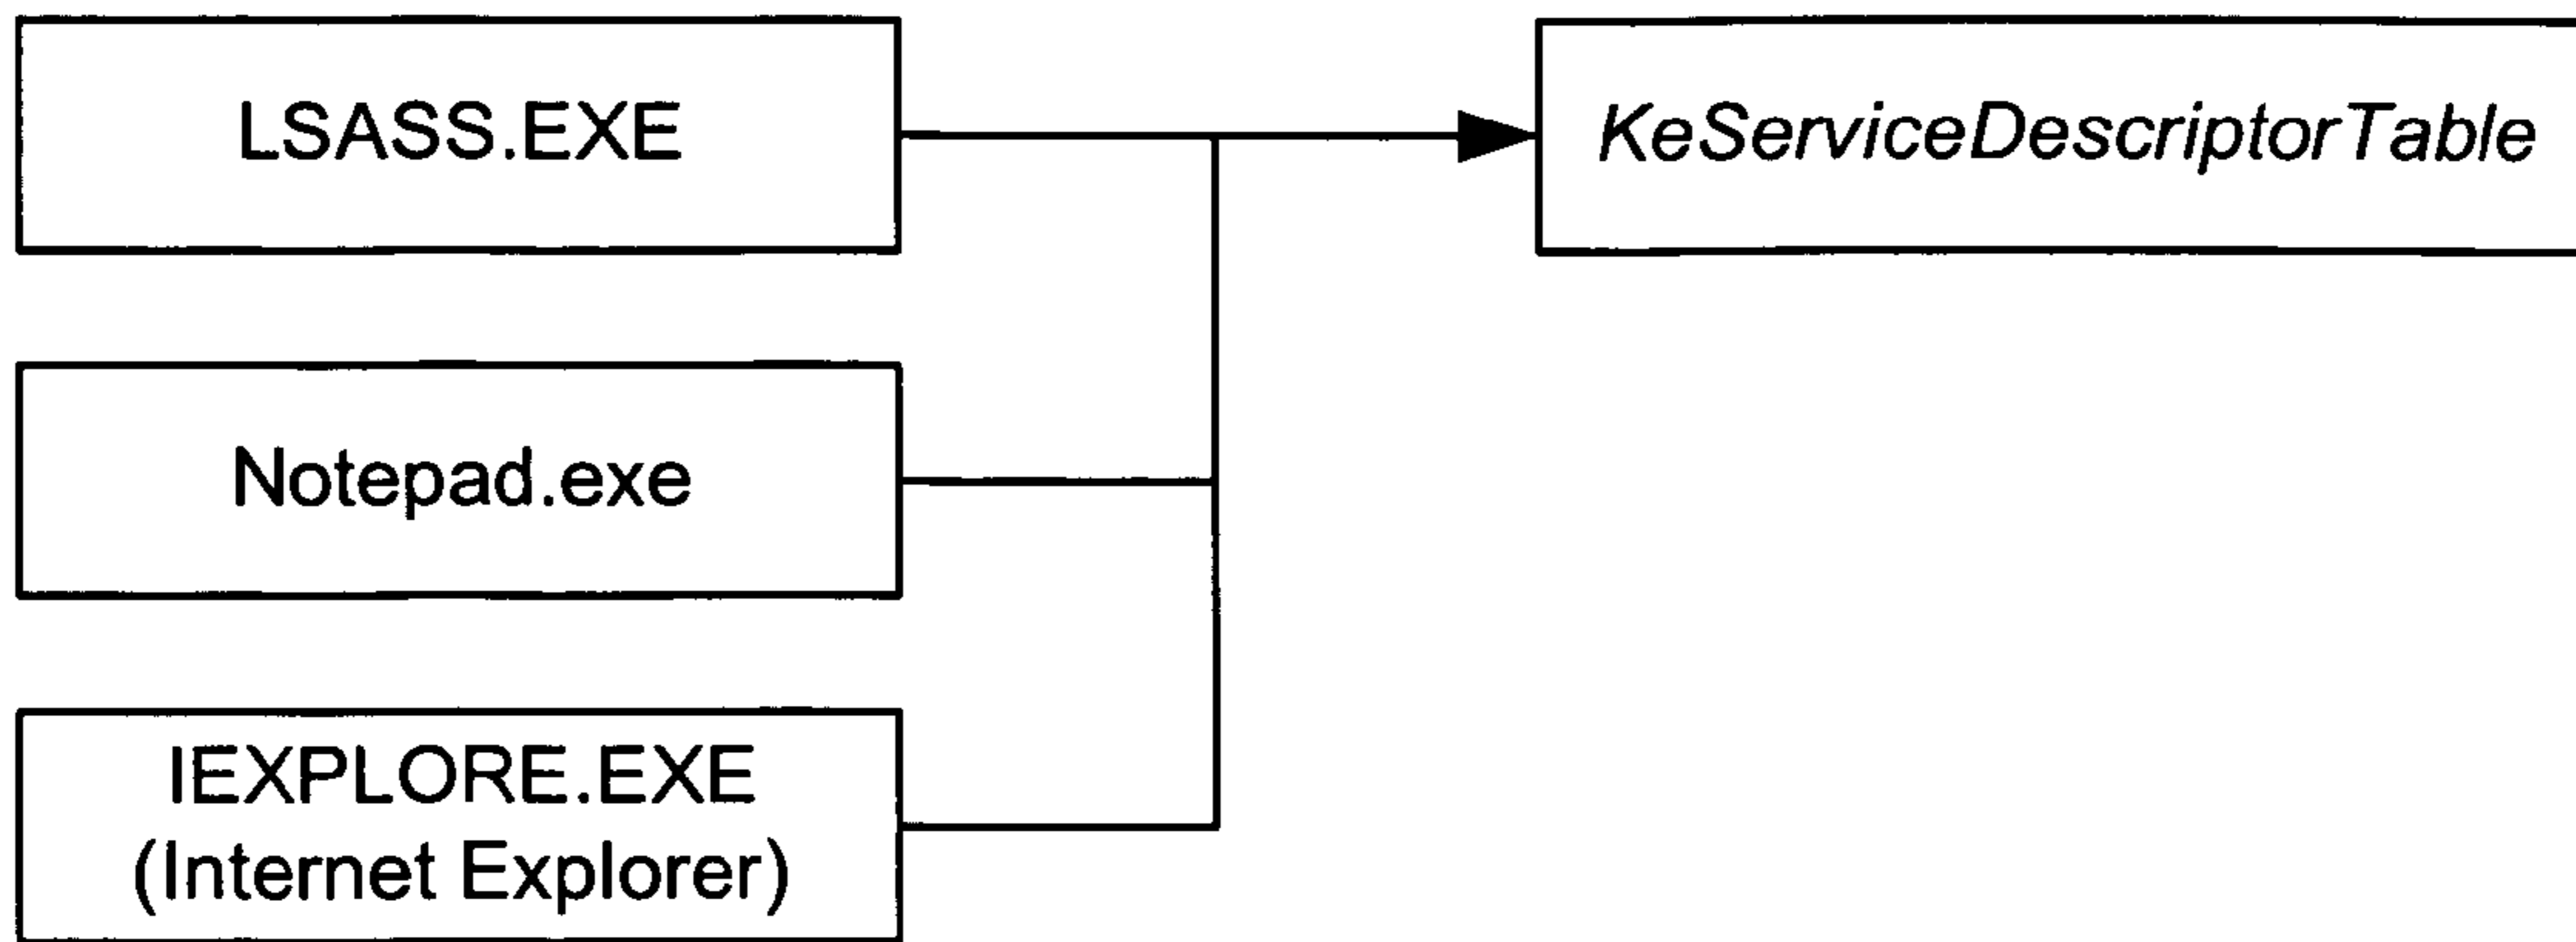 LSASS.EXE
KeServiceDescriptorTable
Notepad.exe
IEXPLORE.EXE
(Internet Explorer)